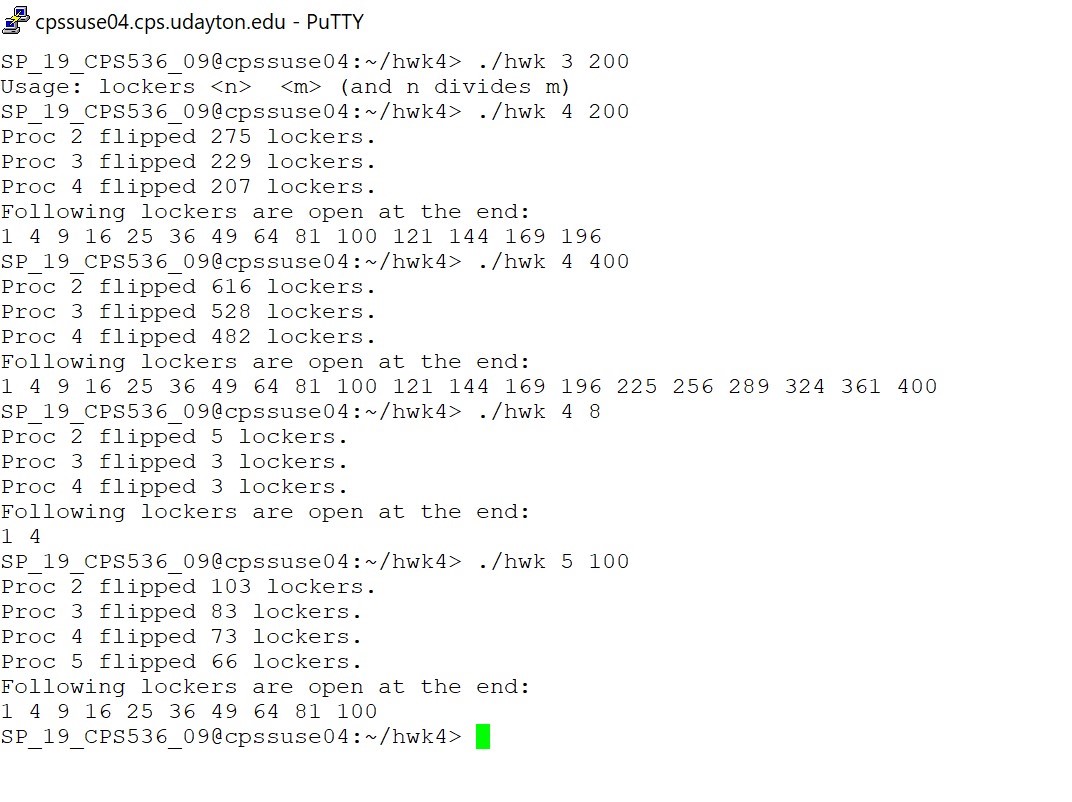 cpssuse04.cps.udayton.edu - PuTTY
SP_19_CPS536_09@cpssuse04:~/hwk4> ./hwk 3 200
Usage: lockers <n>  <m> (and n divides m)
SP_19_CPS536_09@cpssuse04:~/hwk4> ./hwk 4 200
Proc 2 flipped 275 lockers.
Proc 3 flipped 229 lockers.
Proc 4 flipped 207 lockers.
Following lockers are open at the end:
1 4 9 16 25 36 49 64 81 100 121 144 169 196
SP_19_CPS536_09@cpssuse04:~/hwk4> ./hwk 4 400
Proc 2 flipped 616 lockers.
Proc 3 flipped 528 lockers.
Proc 4 flipped 482 lockers.
Following lockers are open at the end:
1 4 9 16 25 36 49 64 81 100 121 144 169 196 225 256 289 324 361 400
SP_19_CPS536_09@cpssuse04:~/hwk4> ./hwk 4 8
Proc 2 flipped 5 lockers.
Proc 3 flipped 3 lockers.
Proc 4 flipped 3 lockers.
Following lockers are open at the end:
1 4
SP_19_CPS536_09@cpssuse04:~/hwk4> ./hwk 5 100
Proc 2 flipped 103 lockers.
Proc 3 flipped 83 lockers.
Proc 4 flipped 73 lockers.
Proc 5 flipped 66 lockers.
Following lockers are open at the end:
1 4 9 16 25 36 49 64 81 100
SP_19_CPS536_09@cpssuse04:~/hwk4>